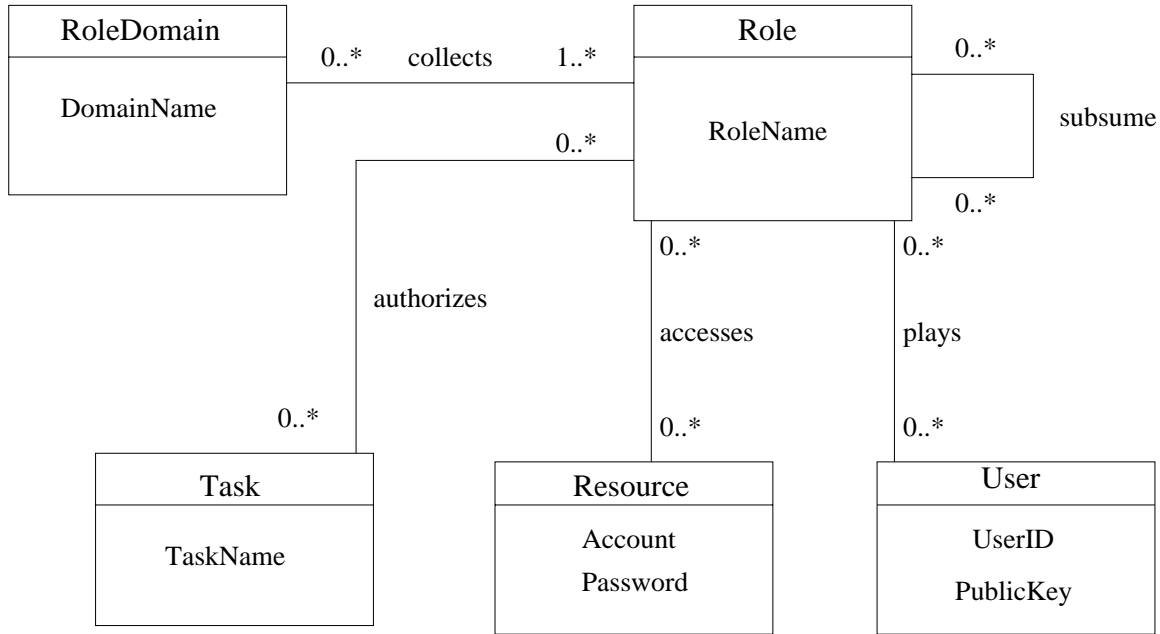 RoleDomain
Role
0..* collects 1..*
0..*
DomainName
subsume
RoleName
0..*
0..*
0..*
0..*
authorizes
accesses
plays
0..*
0..*
0..*
Task
Resource
User
TaskName
Account
Password
UserID
PublicKey